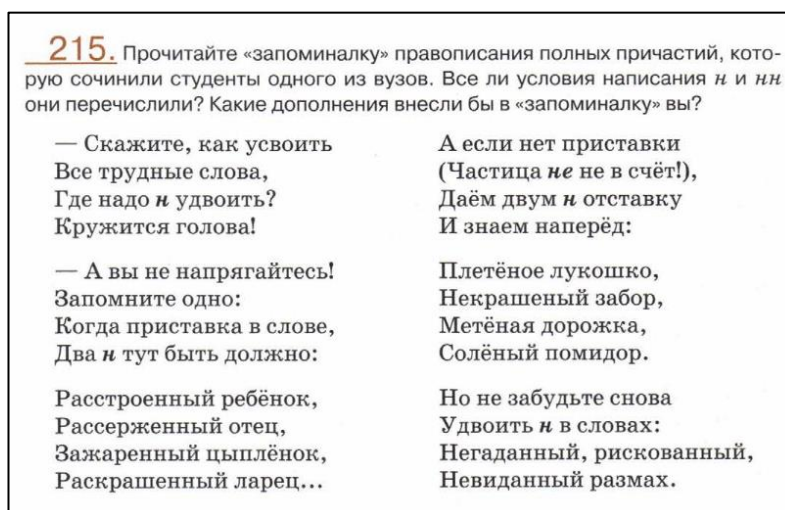 215. Прочитайте «запоминалку» правописания полных причастий, кото-
рую сочинили студенты одного из вузов. Все ли условия написания н и нн
они перечислили? Какие дополнения внесли бы в «запоминалку» вы?
— Скажите, как усвоить
Все трудные слова,
Где надо н удвоить?
Кружится голова!
— А вы не напрягайтесь!
Запомните одно:
Когда приставка в слове,
Два н тут быть должно:
Расстроенный ребёнок,
Рассерженный отец,
Зажаренный цыплёнок,
Раскрашенный ларец...
А если нет приставки
(Частица не не в счёт!),
Даём двум н отставку
И знаем наперёд:
Плетёное лукошко,
Некрашеный забор,
Метёная дорожка,
Солёный помидор.
Но не забудьте снова
Удвоить н в словах:
Негаданный, рискованный,
Невиданный размах.